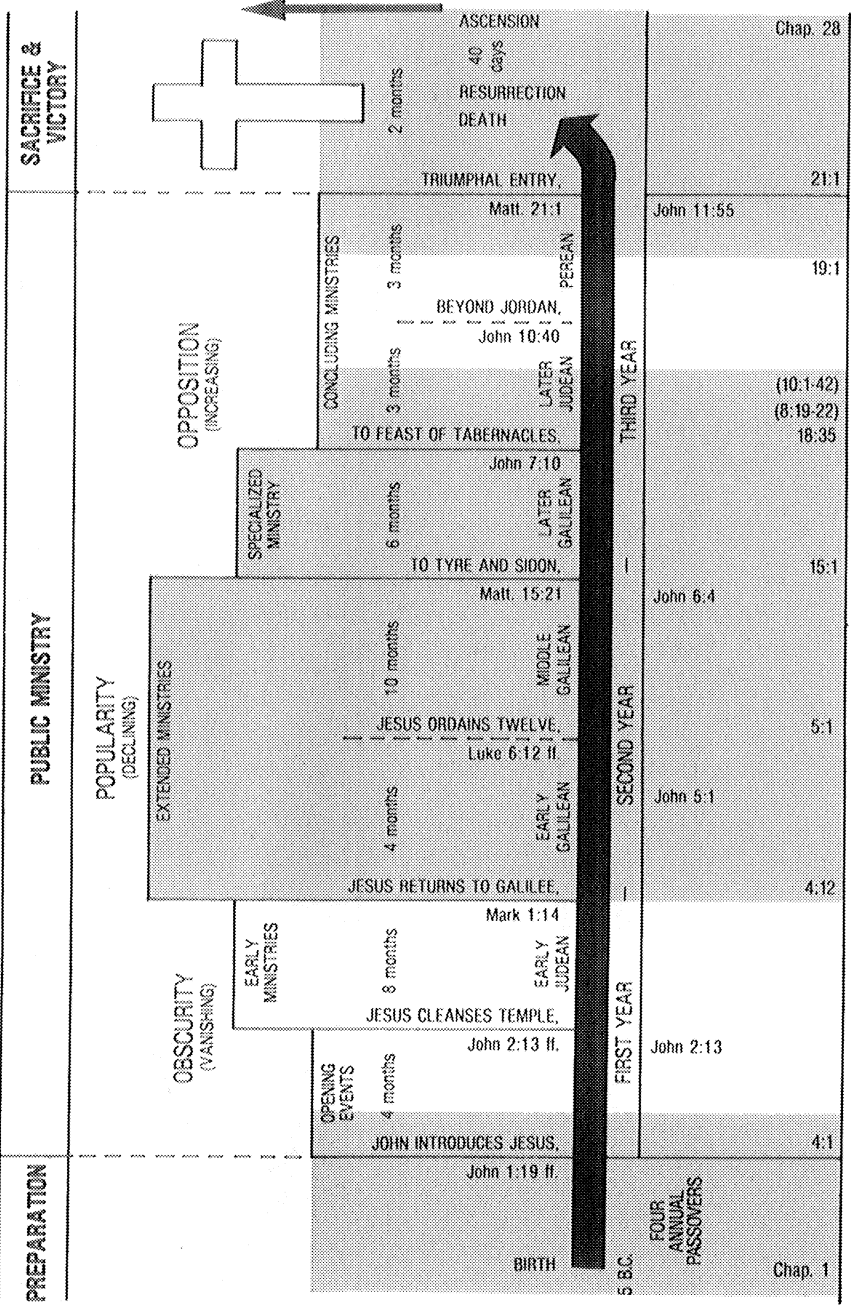 SACRIFICE &
VICTORY
ASCENSION
40
days
2 months
RESURRECTION
DEATH
TRIUMPHAL ENTRY,
Chap. 28
21:1
PUBLIC MINISTRY
OPPOSITION
(INCREASING)
CONCLUDING MINISTRIES
Matt. 21:1
3 months
PEREAN
BEYOND JORDAN,
John 10:40
3 months
LATER
JUDEAN
TO FEAST OF TABERNACLES,
THIRD YEAR
John 11:55
19:1
(10:1-42)
(8:19-22)
18:35
SPECIALIZED
MINISTRY
John 7:10
6 months
LATER
GALILEAN
TO TYRE AND SIDON,
—
15:1
POPULARITY
(DECLINING)
EXTENDED MINISTRIES
Matt. 15:21
10 months
MIDDLE
GALILEAN
JESUS ORDAINS TWELVE,
Luke 6:12 ff.
4 months
EARLY
GALILEAN
JESUS RETURNS TO GALILEE,
SECOND YEAR
—
John 6:4
5:1
John 5:1
4:12
OBSCURITY
(VANISHING)
EARLY
MINISTRIES
Mark 1:14
8 months
EARLY
JUDEAN
JESUS CLEANSES TEMPLE,
OPENING
EVENTS
John 2:13 ff.
4 months
JOHN INTRODUCES JESUS,
FIRST YEAR
John 2:13
4:1
PREPARATION
John 1:19 ff.
BIRTH
5 B.C.
FOUR
ANNUAL
PASSOVERS
Chap. 1